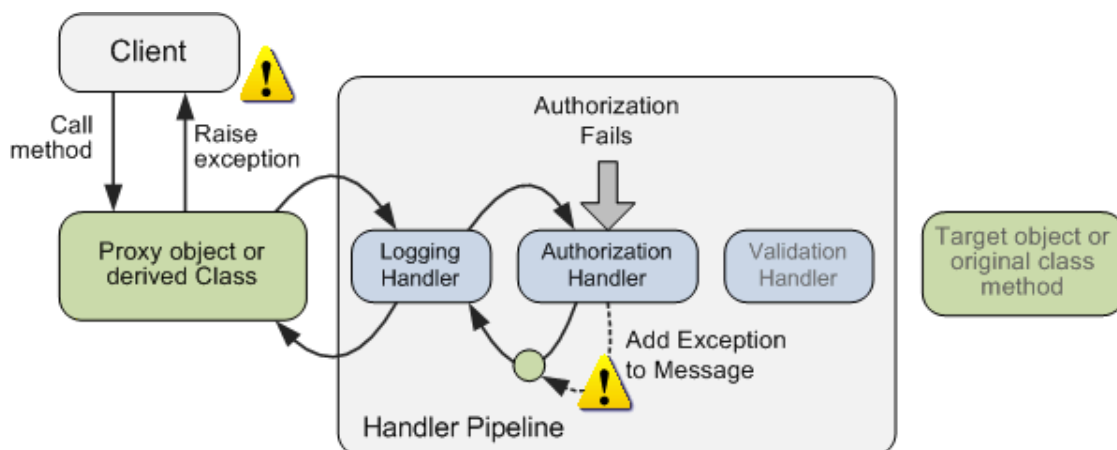 Client
Call
method
Raise
exception
Proxy object or
derived Class
Authorization
Fails
Logging
Handler
Authorization
Handler
Validation
Handler
Target object or
original class
method
Add Exception
to Message
Handler Pipeline